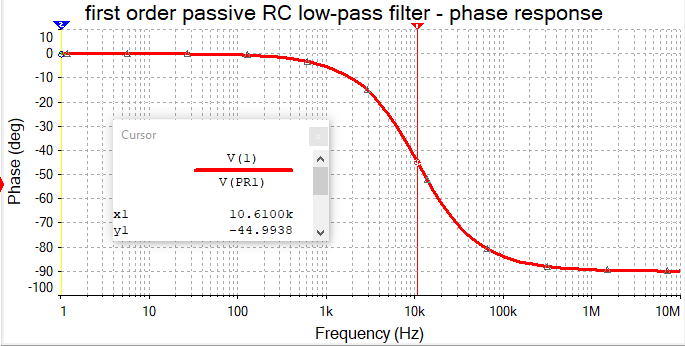 first order passive RC low-pass filter - phase response
2
1
10
0
-10
-20
-30
-40
-50
-60
-70
-80
-90
-100
Phase (deg)
Cursor
x
V(1)
V(PR1)
x1 10.6100k
y1 -44.9938
1 10 100 1k 10k 100k 1M 10M
Frequency (Hz)